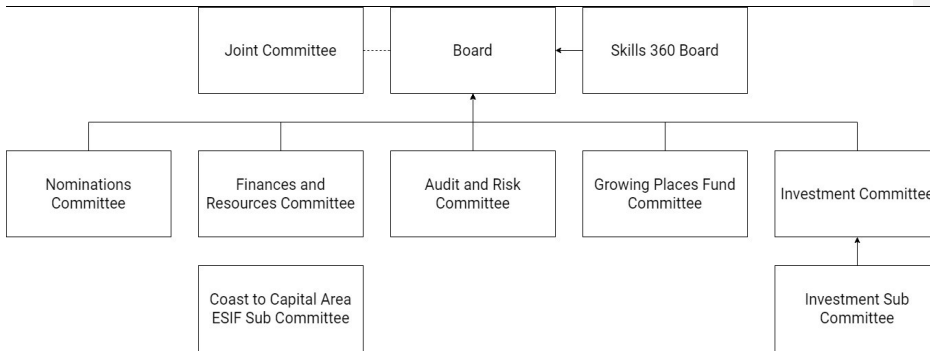 Joint Committee
Board
Skills 360 Board
Nominations
Committee
Finances and
Resources Committee
Audit and Risk
Committee
Growing Places Fund
Committee
Investment Committee
Coast to Capital Area
ESIF Sub Committee
Investment Sub
Committee